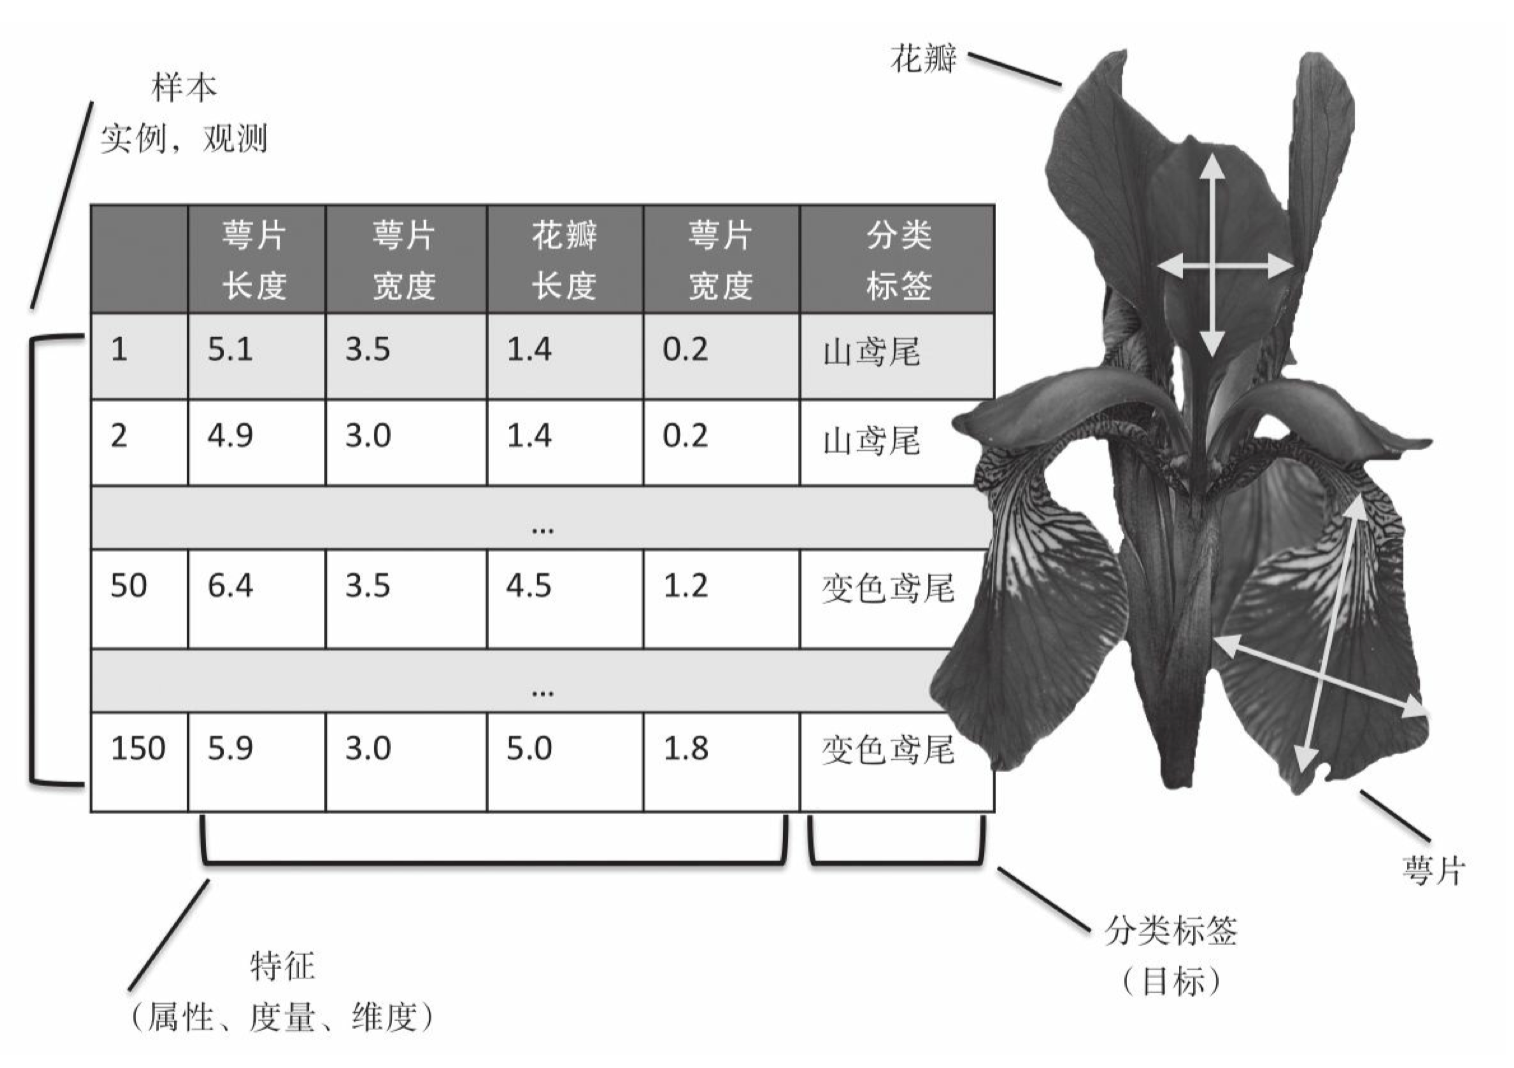 花瓣
样本
实例，观测
萼片 萼片 花瓣 萼片 分类
长度 宽度 长度 宽度 标签
1 5.1 3.5 1.4 0.2 山鸢尾
2 4.9 3.0 1.4 0.2 山鸢尾
...
50 6.4 3.5 4.5 1.2 变色鸢尾
...
150 5.9 3.0 5.0 1.8 变色鸢尾
萼片
分类标签
（目标）
特征
（属性、度量、维度）